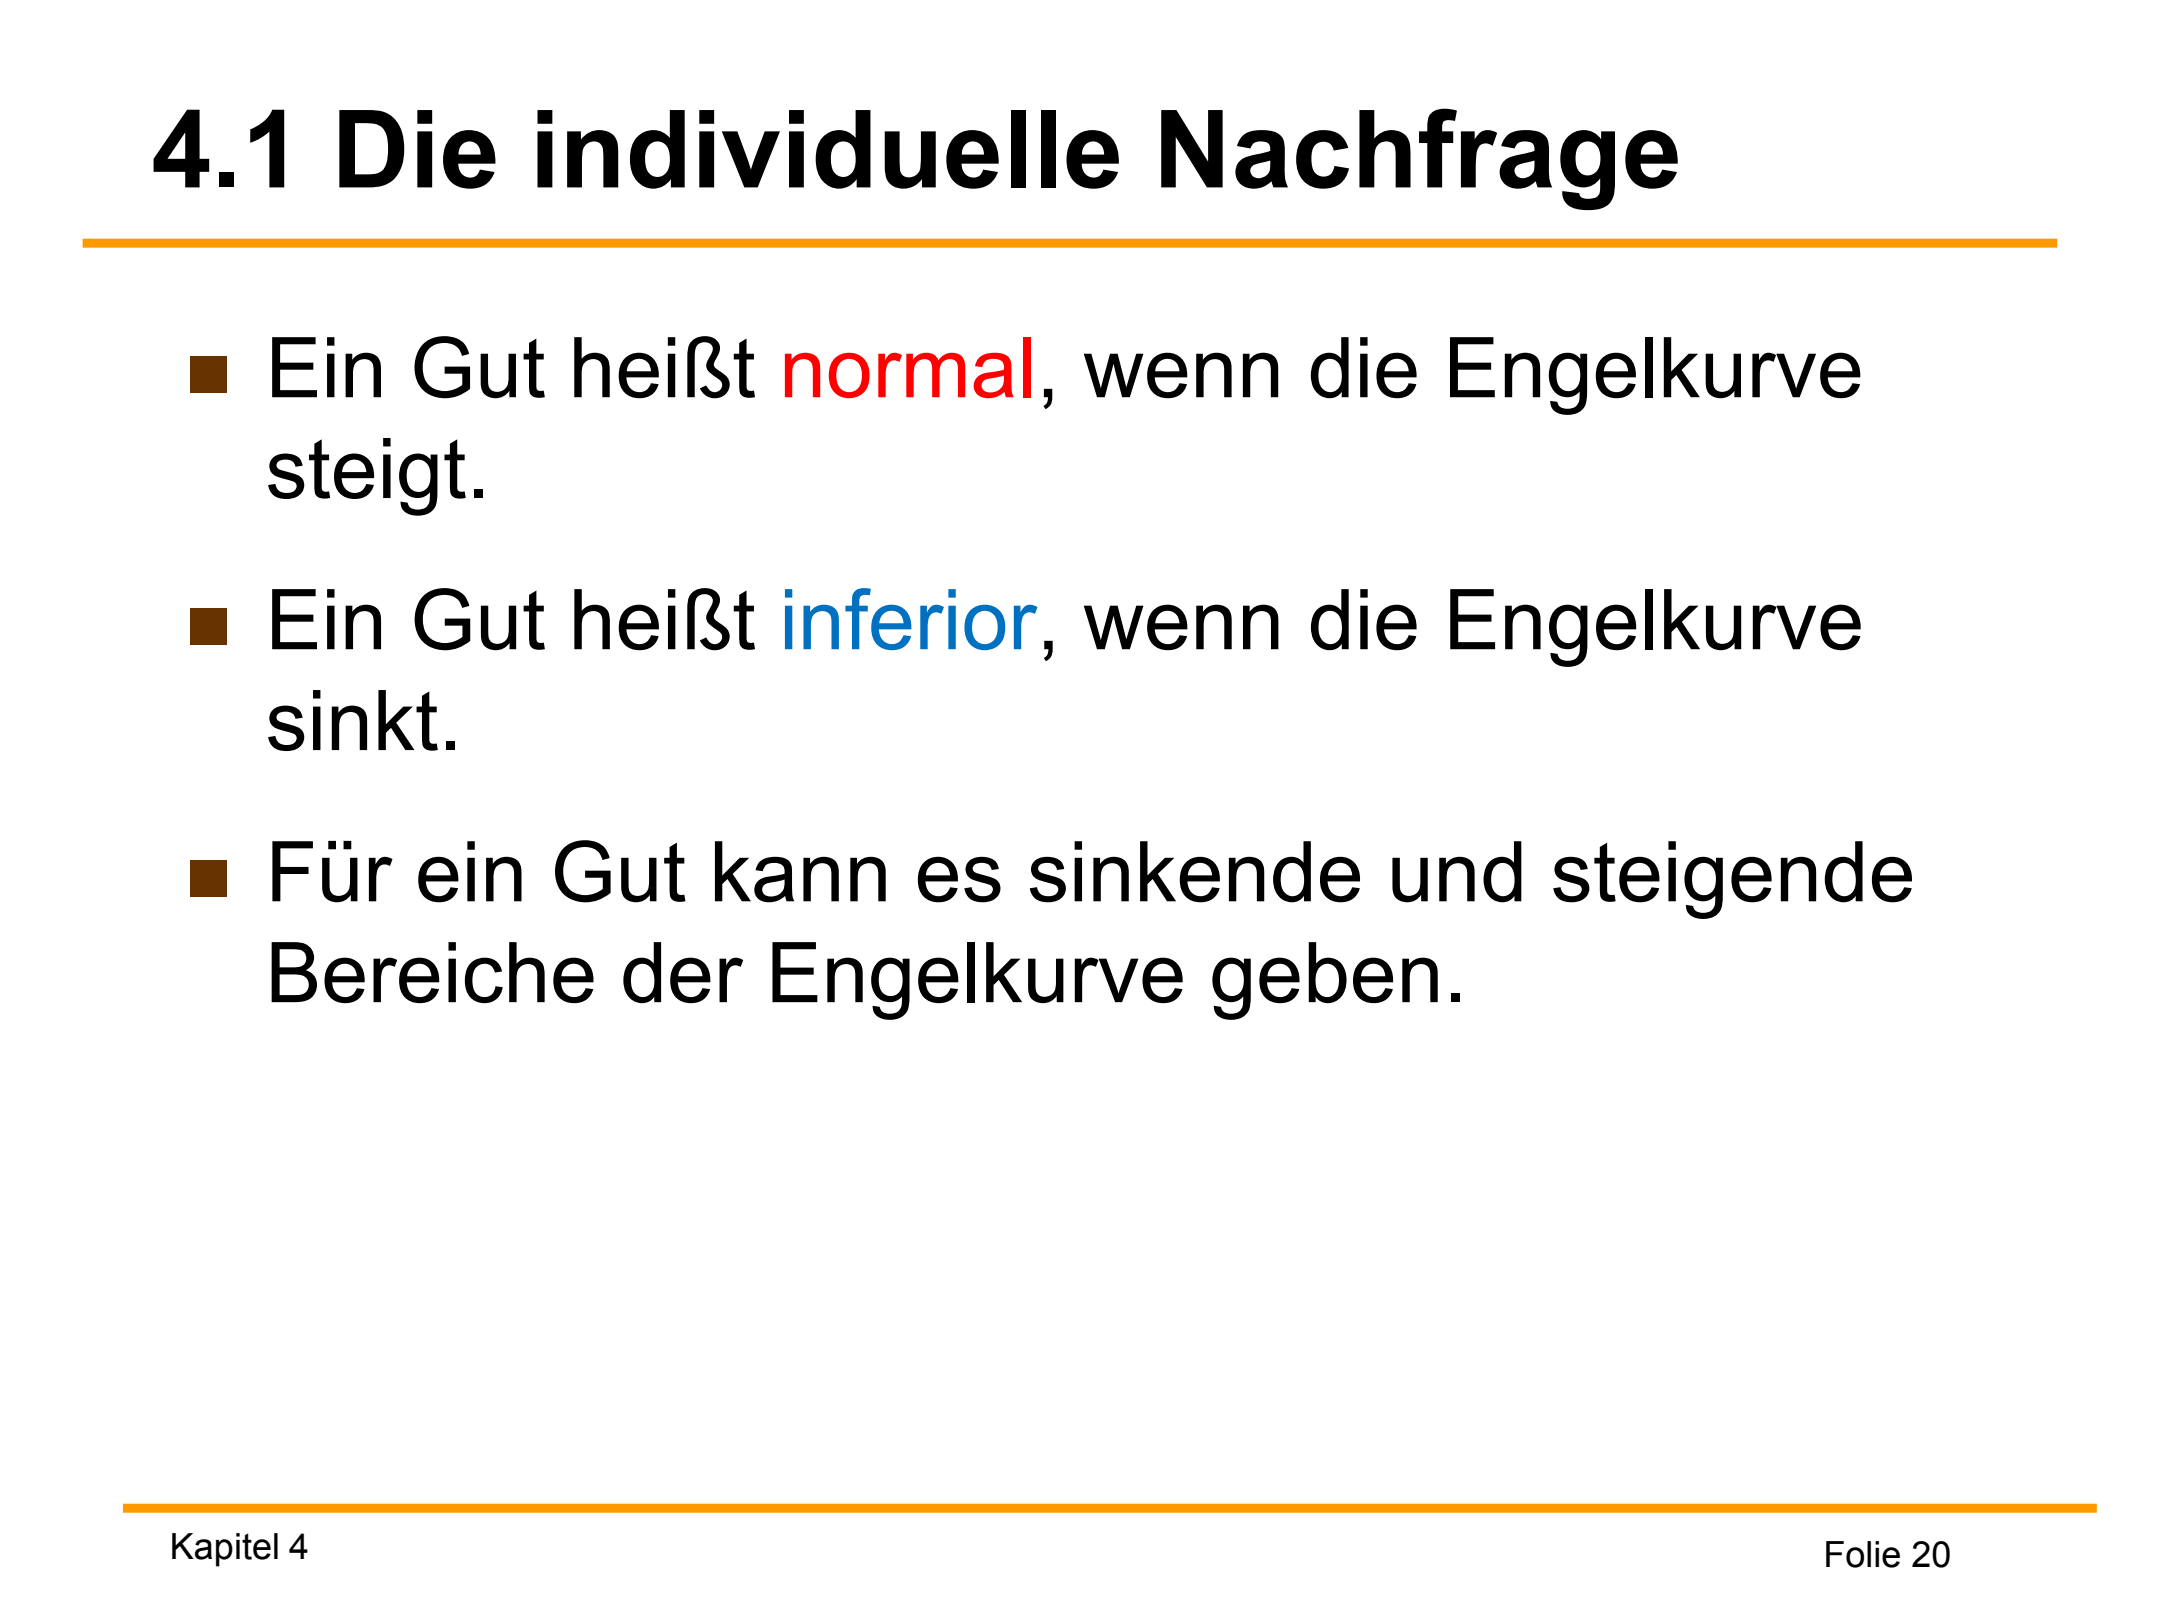 4.1 Die individuelle Nachfrage
Ein Gut heißt normal, wenn die Engelkurve
steigt.
Ein Gut heißt inferior, wenn die Engelkurve
sinkt.
Für ein Gut kann es sinkende und steigende
Bereiche der Engelkurve geben.
Kapitel 4
Folie 20